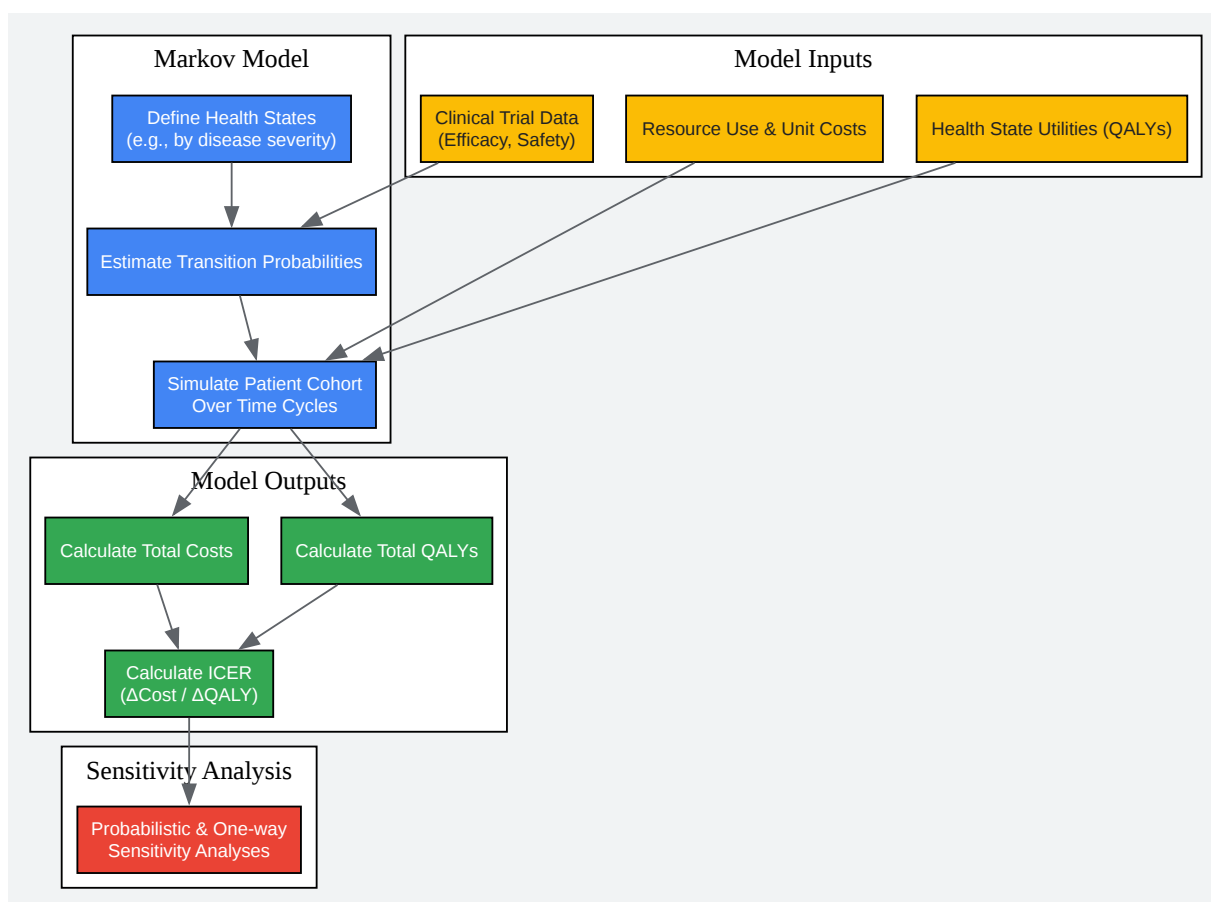 Markov Model
Define Health States
(e.g., by disease severity)
Estimate Transition Probabilities
Simulate Patient Cohort
Over Time Cycles
Model Inputs
Clinical Trial Data
(Efficacy, Safety)
Resource Use & Unit Costs
Health State Utilities (QALYs)
Model Outputs
Calculate Total Costs
Calculate Total QALYs
Calculate ICER
(ΔCost / ΔQALY)
Sensitivity Analysis
Probabilistic & One-way
Sensitivity Analyses